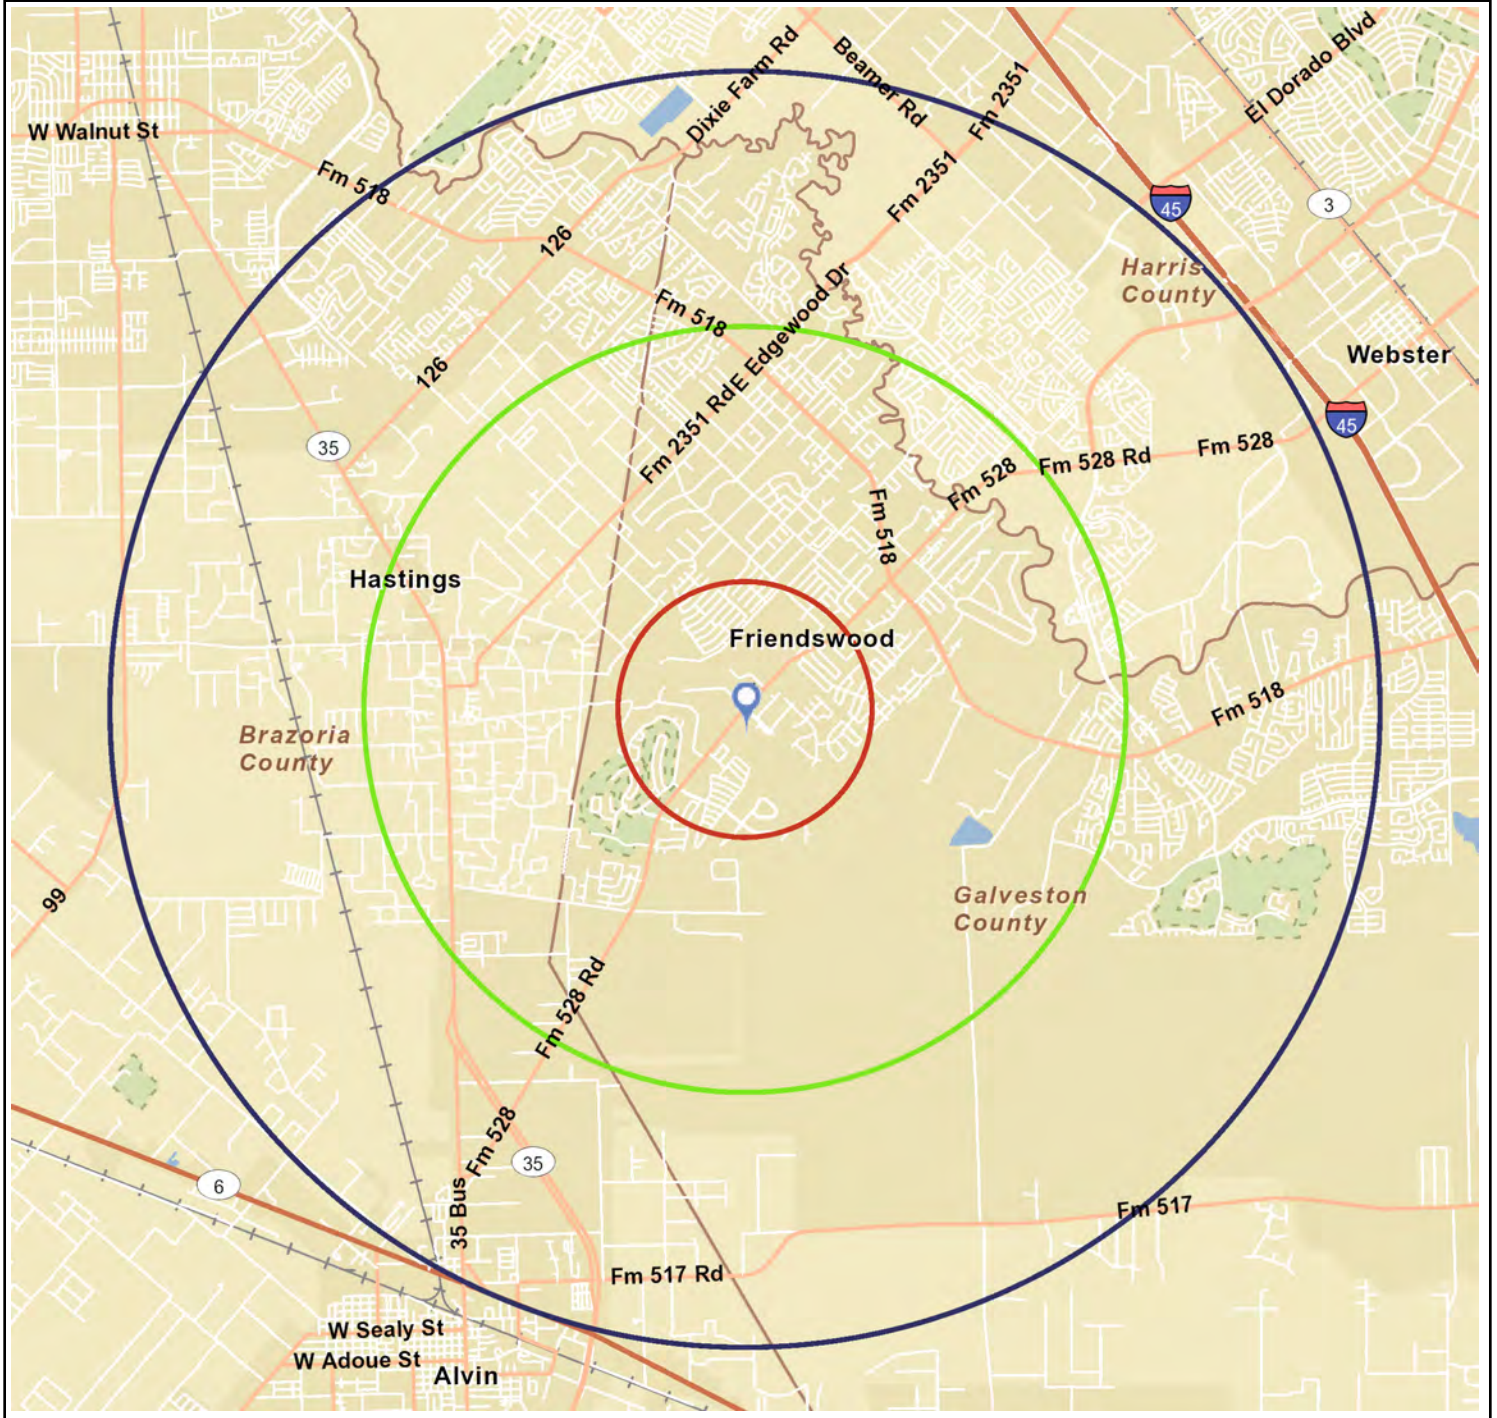 Dixie Farm Rd
Beamer Rd
Fm 2351
El Dorado Blvd
W Walnut St
Fm 518
Fm 2351
45
3
126
Harris
County
Fm 518
E Edgewood Dr
Webster
126
Fm 2351 Rd
45
35
Fm 528
Fm 528 Rd
Fm 528
Fm 518
Hastings
Friendswood
Fm 518
Brazoria
County
99
Galveston
County
Fm 528 Rd
Fm 528
35
6
35 Bus
Fm 517
Fm 517 Rd
W Sealy St
W Adoue St
Alvin